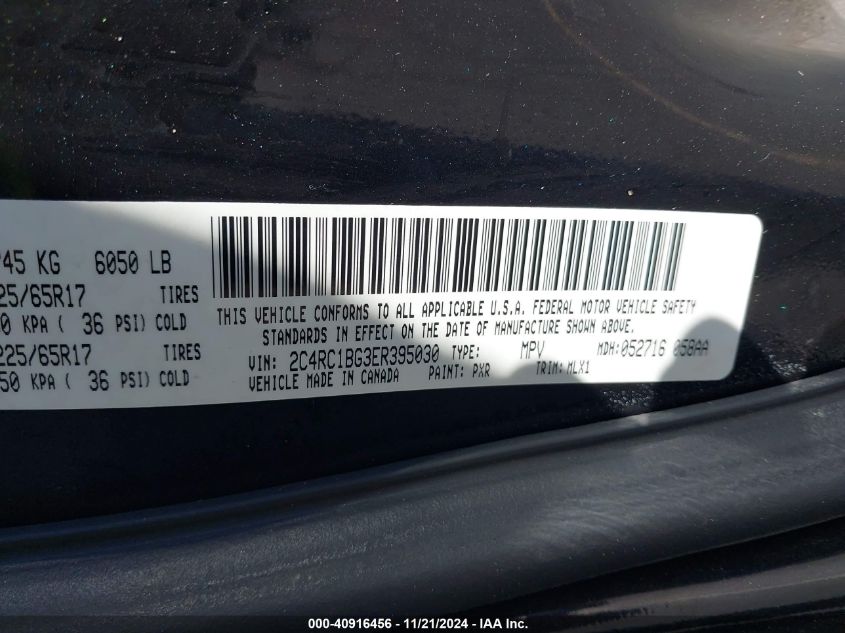 45 KG 6050 LB
25/65R17 TIRES
0 KPA ( 36 PSI) COLD
225/65R17 TIRES
50 KPA ( 36 PSI) COLD
THIS VEHICLE CONFORMS TO ALL APPLICABLE U.S.A. FEDERAL MOTOR VEHICLE SAFETY
STANDARDS IN EFFECT ON THE DATE OF MANUFACTURE SHOWN ABOVE.
VIN: 2C4RC1BG3ER395030 TYPE: MPV MDH:052716 058AA
VEHICLE MADE IN CANADA PAINT: PXR TRIM:MLX1
000-40916456 - 11/21/2024 - IAA Inc.